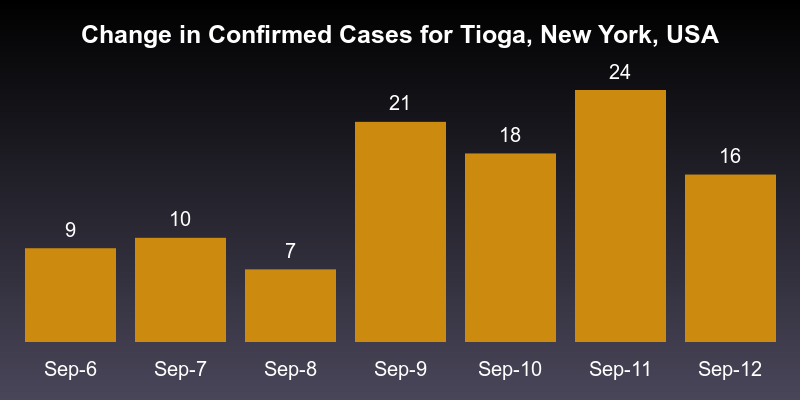 Change in Confirmed Cases for Tioga, New York, USA
9
10
7
21
18
24
16
Sep-6
Sep-7
Sep-8
Sep-9
Sep-10
Sep-11
Sep-12